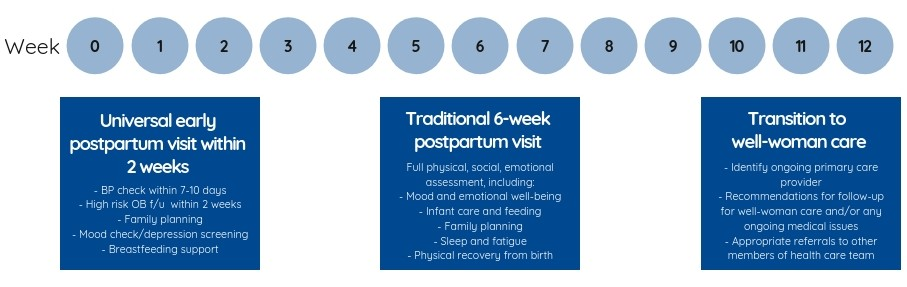 Week 0 1 2 3 4 5 6 7 8 9 10 11 12
Universal early
postpartum visit within
2 weeks
- BP check within 7-10 days
- High risk OB f/u within 2 weeks
- Family planning
- Mood check/depression screening
- Breastfeeding support
Traditional 6-week
postpartum visit
Full physical, social, emotional
assessment, including:
- Mood and emotional well-being
- Infant care and feeding
- Family planning
- Sleep and fatigue
- Physical recovery from birth
Transition to
well-woman care
- Identify ongoing primary care
provider
- Recommendations for follow-up
for well-woman care and/or any
ongoing medical issues
- Appropriate referrals to other
members of health care team